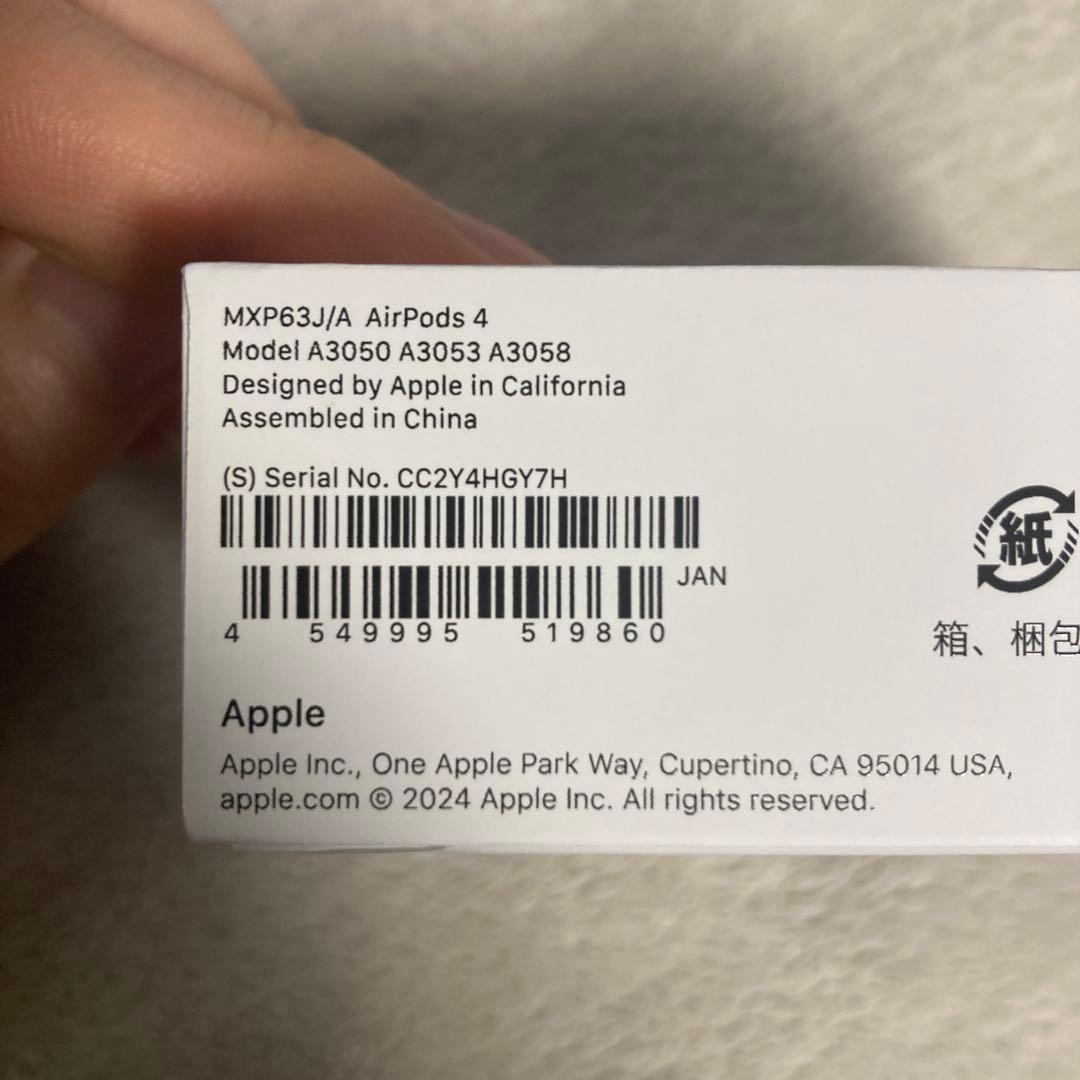 MXP63J/A AirPods 4
Model A3050 A3053 A3058
Designed by Apple in California
Assembled in China
(S) Serial No. CC2Y4HGY7H
JAN
4 549995 519860
紙
箱、梱包
Apple
Apple Inc., One Apple Park Way, Cupertino, CA 95014 USA,
apple.com © 2024 Apple Inc. All rights reserved.